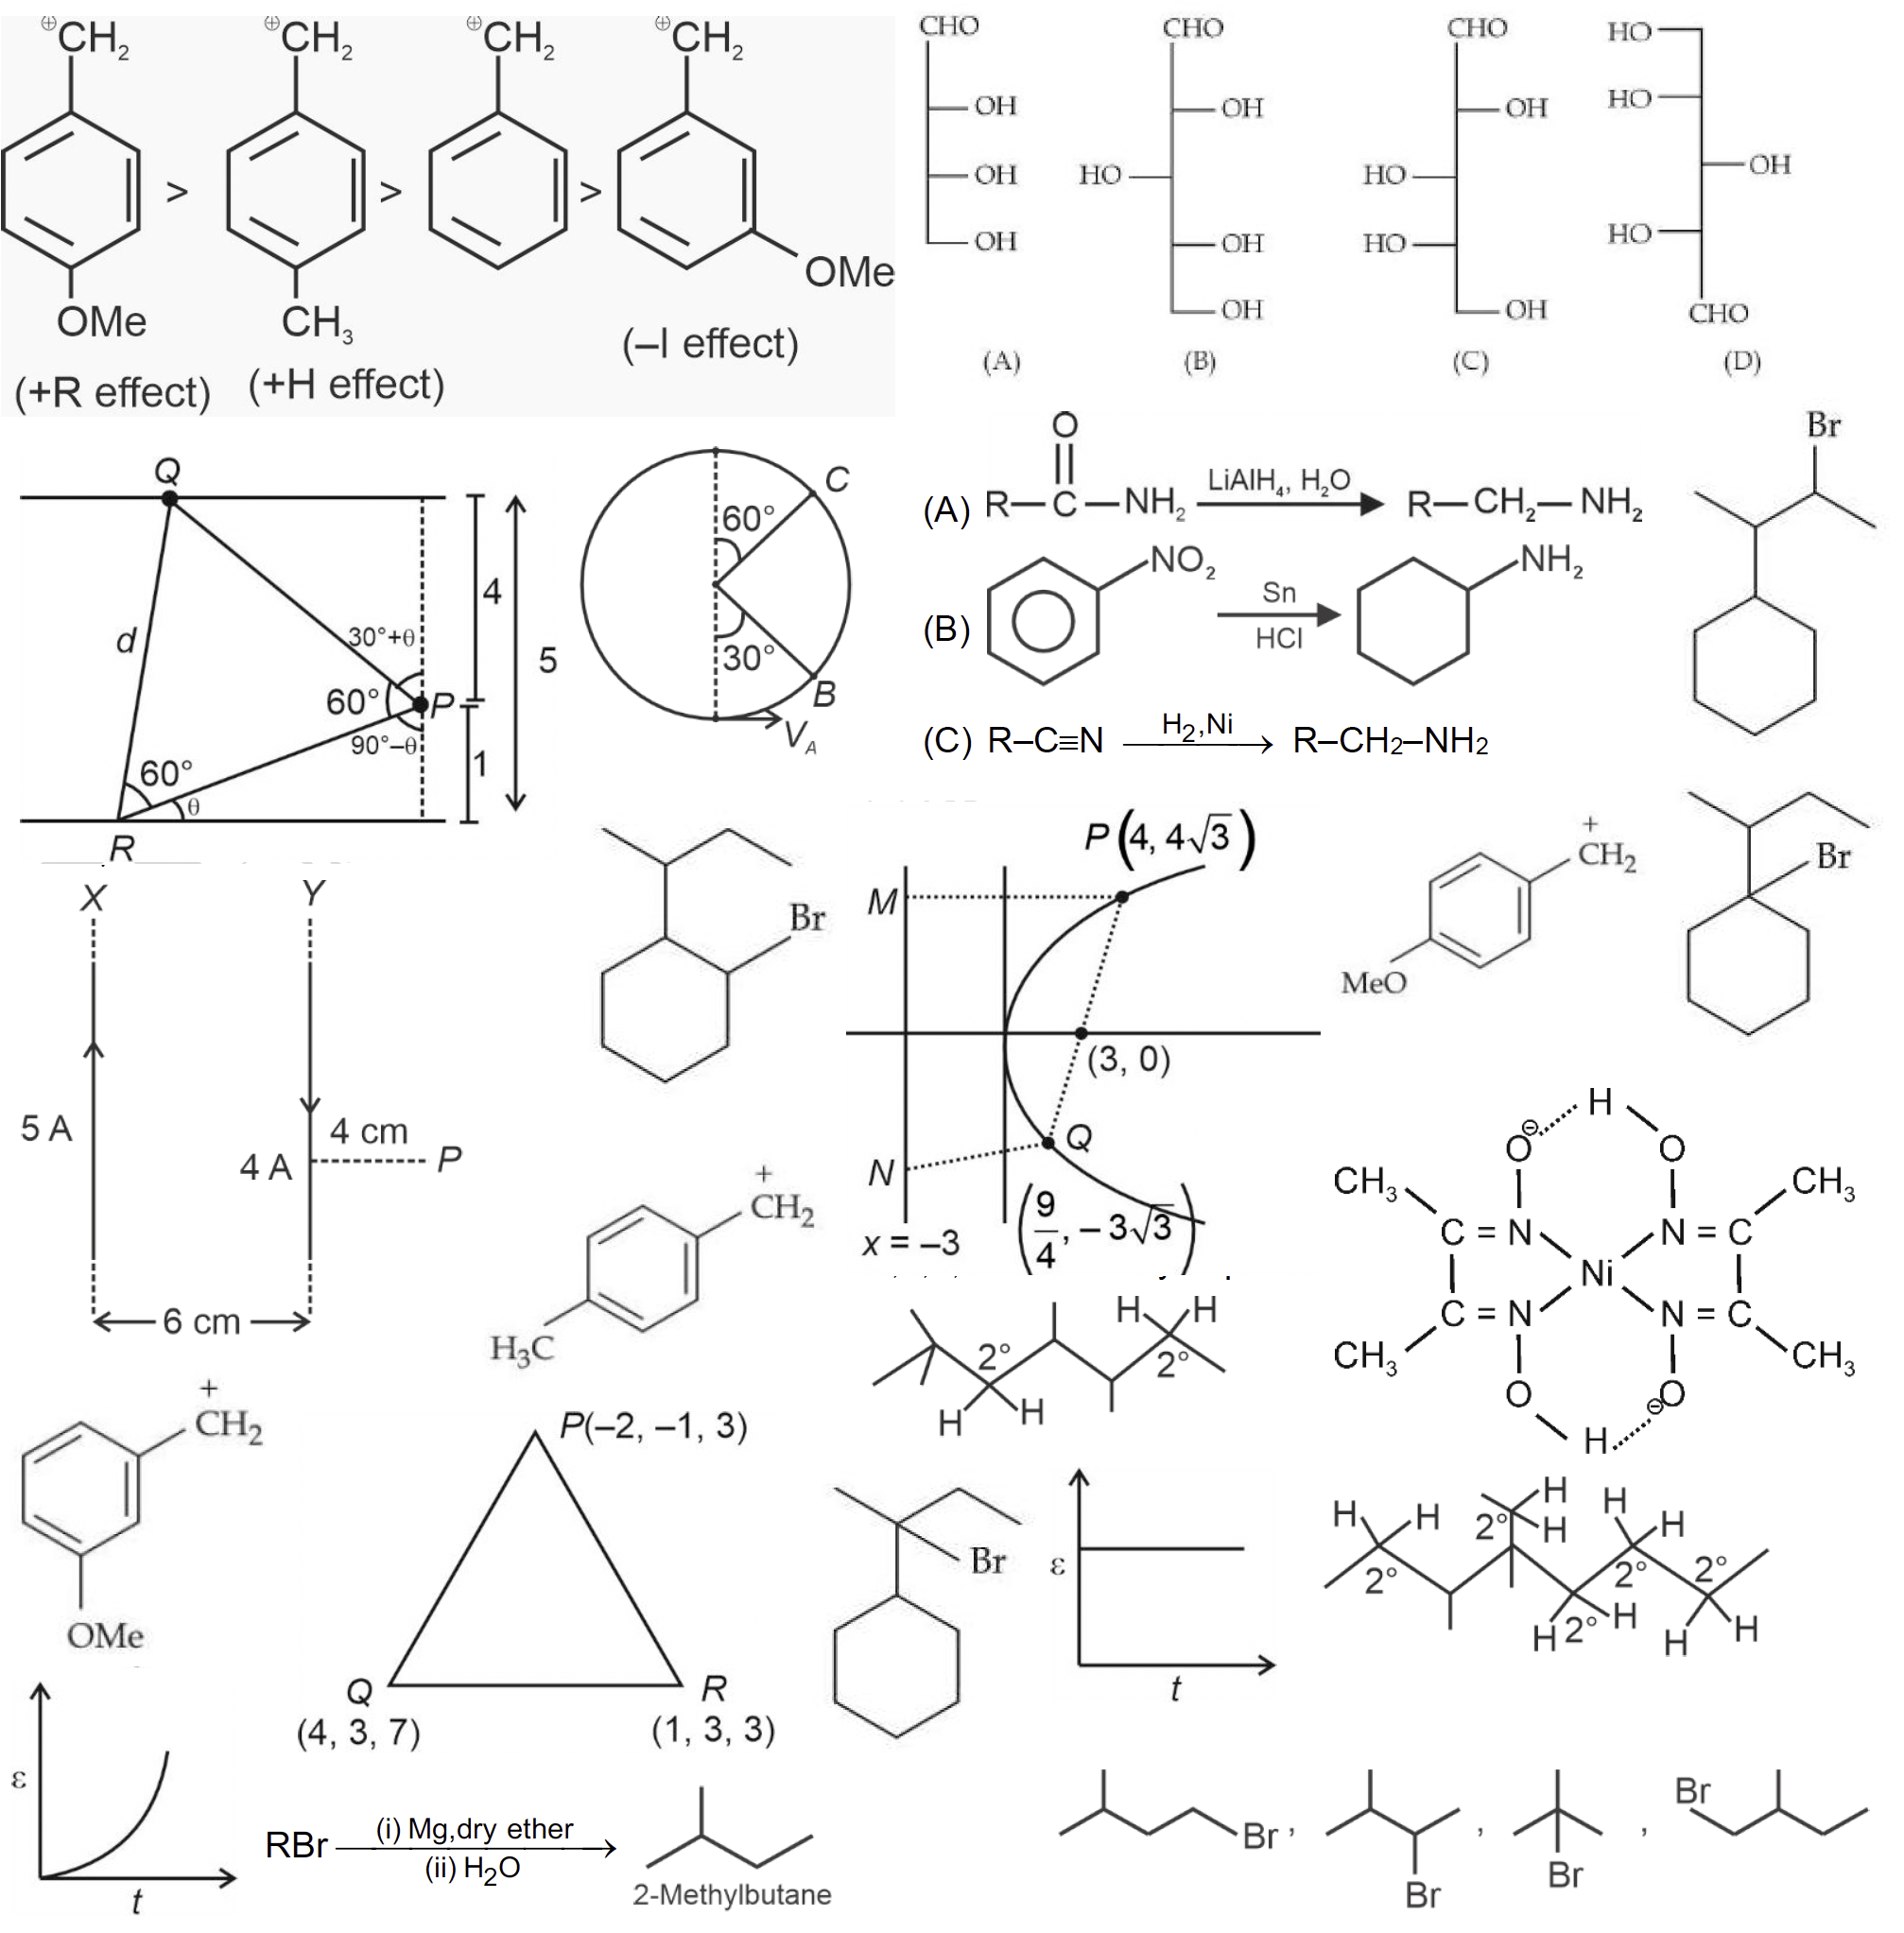 ⊕CH₂ ⊕CH₂ ⊕CH₂ ⊕CH₂
> > >
OMe CH₃ OMe
(+R effect) (+H effect) (–I effect)
CHO CHO CHO HO
OH OH OH HO
OH HO HO OH
OH OH HO HO
OH OH CHO
(A) (B) (C) (D)
Q
d 30°+θ 4
60° P 5
90°–θ 1
60° θ
R
C
60°
30°
B
V_A
O
(A) R–C–NH₂ LiAlH₄, H₂O R–CH₂–NH₂
(B) NO₂ Sn HCl NH₂
(C) R–C≡N H₂,Ni R–CH₂–NH₂
Br
X Y
5 A 4 A 4 cm P
6 cm
Br
P(4, 4√3)
M
(3, 0)
Q
N
x = –3 (9/4, –3√3)
+
CH₂
MeO
Br
+
CH₂
H₃C
H H
2° 2°
H H
⊖ H
O O
CH₃ CH₃
C = N N = C
Ni
C = N N = C
CH₃ CH₃
O ⊖O
H
+
CH₂
OMe
P(–2, –1, 3)
Q R
(4, 3, 7) (1, 3, 3)
Br
ε
t
H H 2° H H H H
2° 2° 2°
H 2° H H H
ε
t
RBr (i) Mg,dry ether
(ii) H₂O
2-Methylbutane
Br , Br , Br , Br